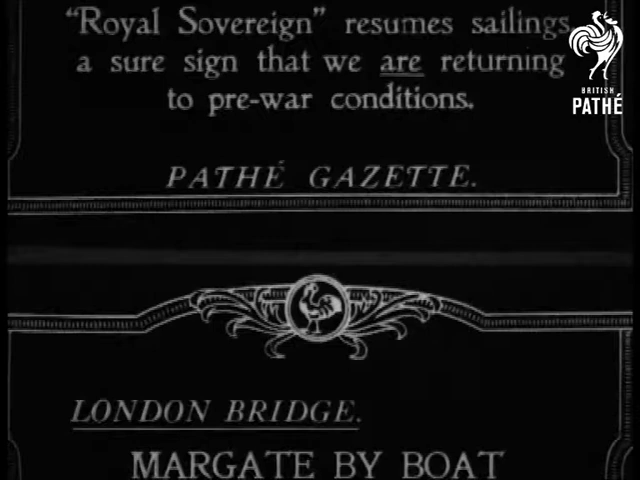 "Royal Sovereign" resumes sailings
a sure sign that we are returning
to pre-war conditions.
PATHÉ GAZETTE.
BRITISH
PATHÉ
LONDON BRIDGE.
MARGATE BY BOAT